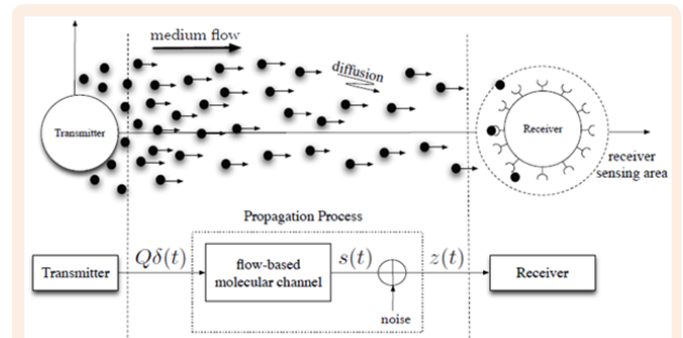 medium flow
diffusion
Transmitter
Receiver
receiver
sensing area
Propagation Process
Transmitter
Qδ(t)
flow-based
molecular channel
s(t)
z(t)
Receiver
noise